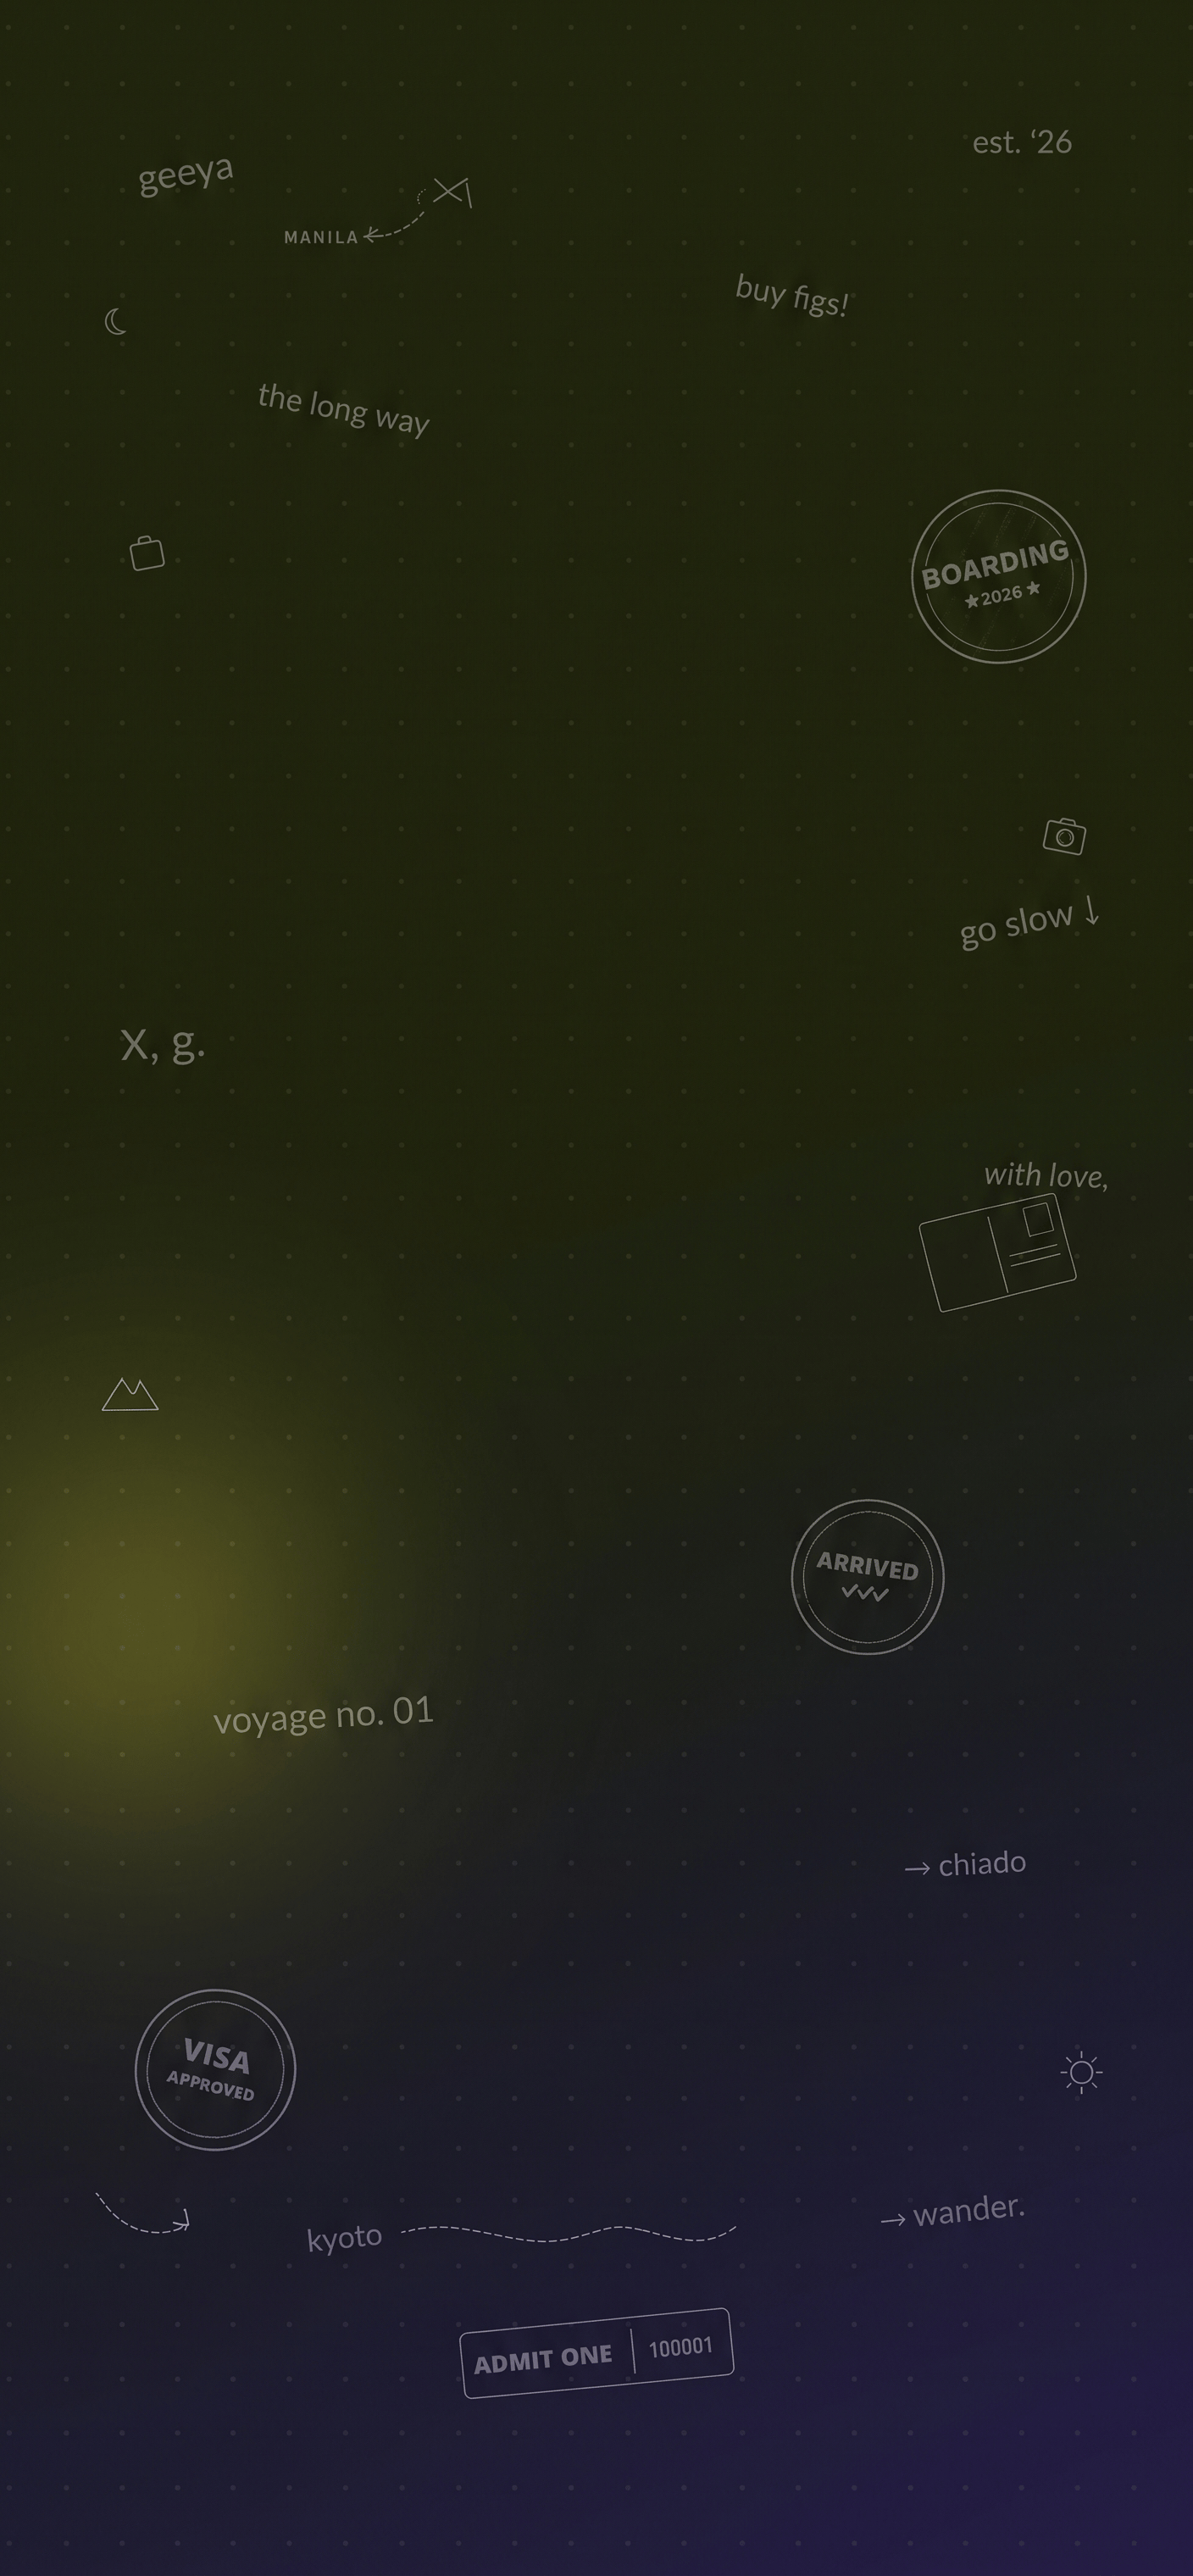 est. ‘26
geeya
MANILA
buy figs!
the long way
BOARDING
★ 2026 ★
go slow ↓
x, g.
with love,
ARRIVED
voyage no. 01
→ chiado
VISA
APPROVED
→ wander.
kyoto
ADMIT ONE | 100001